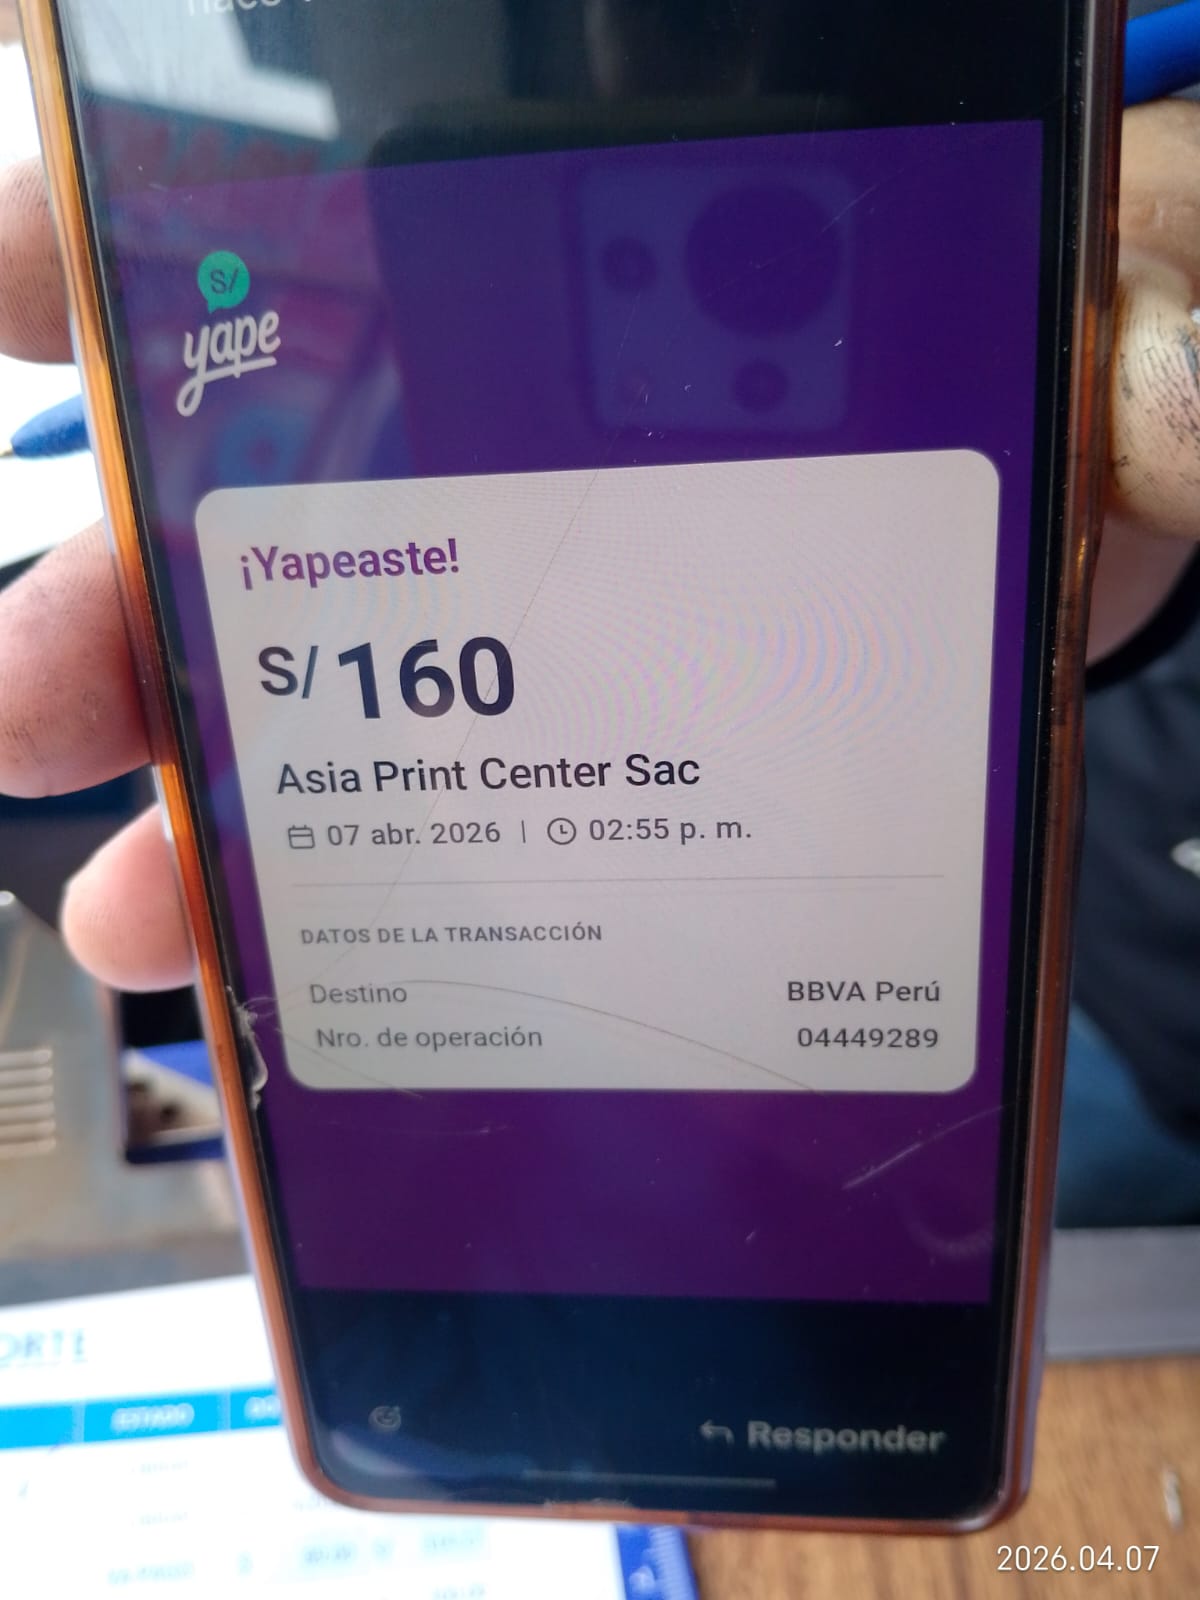 S/
yape
¡Yapeaste!
S/ 160
Asia Print Center Sac
07 abr. 2026 | 02:55 p. m.
DATOS DE LA TRANSACCIÓN
Destino BBVA Perú
Nro. de operación 04449289
Responder
ESTADO
2026.04.07